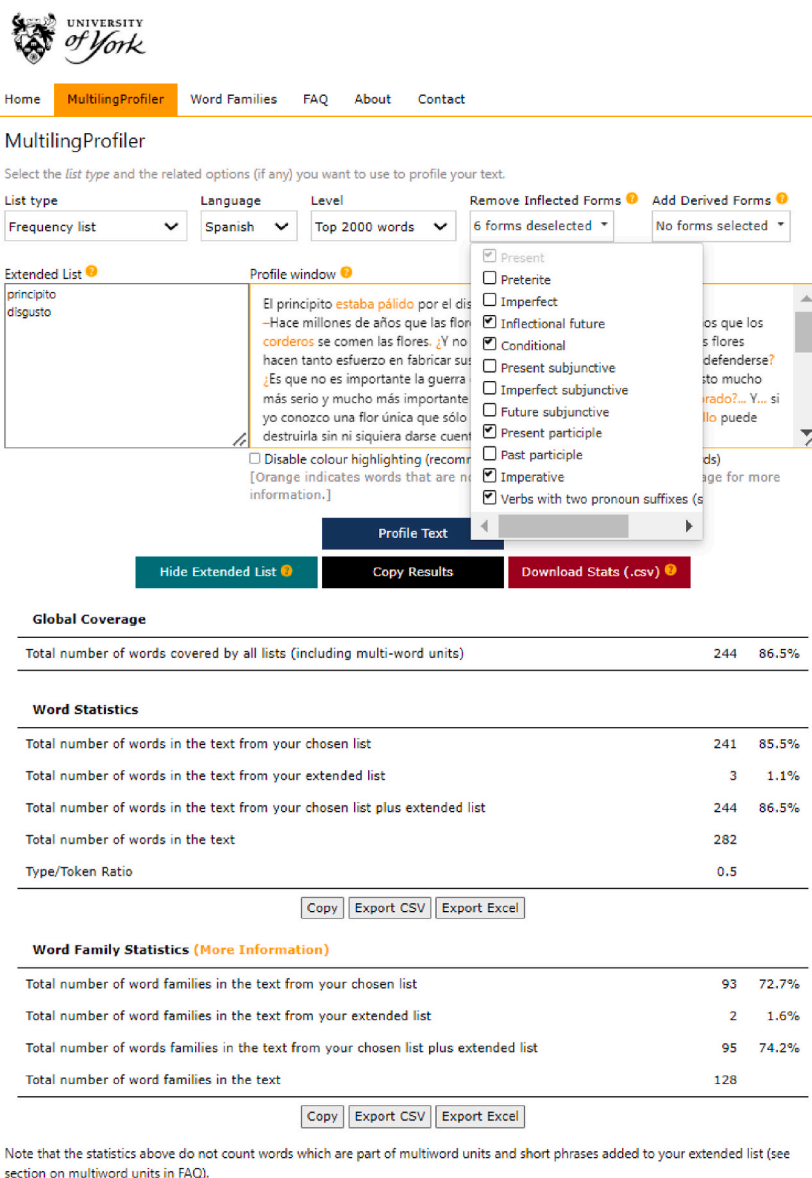 UNIVERSITY
of York
Home MultilingProfiler Word Families FAQ About Contact
MultilingProfiler
Select the list type and the related options (if any) you want to use to profile your text.
List type Language Level Remove Inflected Forms ? Add Derived Forms ?
Frequency list Spanish Top 2000 words 6 forms deselected No forms selected
Extended List ? Profile window ?
principito
disgusto
El principito estaba pálido por el dis
–Hace millones de años que las flor os que los
corderos se comen las flores. ¿Y no s flores
hacen tanto esfuerzo en fabricar sus defenderse?
¿Es que no es importante la guerra sto mucho
más serio y mucho más importante rado?... Y... si
yo conozco una flor única que sólo llo puede
destruirla sin ni siquiera darse cuent
Present
Preterite
Imperfect
Inflectional future
Conditional
Present subjunctive
Imperfect subjunctive
Future subjunctive
Present participle
Past participle
Imperative
Verbs with two pronoun suffixes (s
Disable colour highlighting (recomr ds)
[Orange indicates words that are no age for more
information.]
Profile Text
Hide Extended List ? Copy Results Download Stats (.csv) ?
Global Coverage
Total number of words covered by all lists (including multi-word units) 244 86.5%
Word Statistics
Total number of words in the text from your chosen list 241 85.5%
Total number of words in the text from your extended list 3 1.1%
Total number of words in the text from your chosen list plus extended list 244 86.5%
Total number of words in the text 282
Type/Token Ratio 0.5
Copy Export CSV Export Excel
Word Family Statistics (More Information)
Total number of word families in the text from your chosen list 93 72.7%
Total number of word families in the text from your extended list 2 1.6%
Total number of words families in the text from your chosen list plus extended list 95 74.2%
Total number of word families in the text 128
Copy Export CSV Export Excel
Note that the statistics above do not count words which are part of multiword units and short phrases added to your extended list (see
section on multiword units in FAQ).